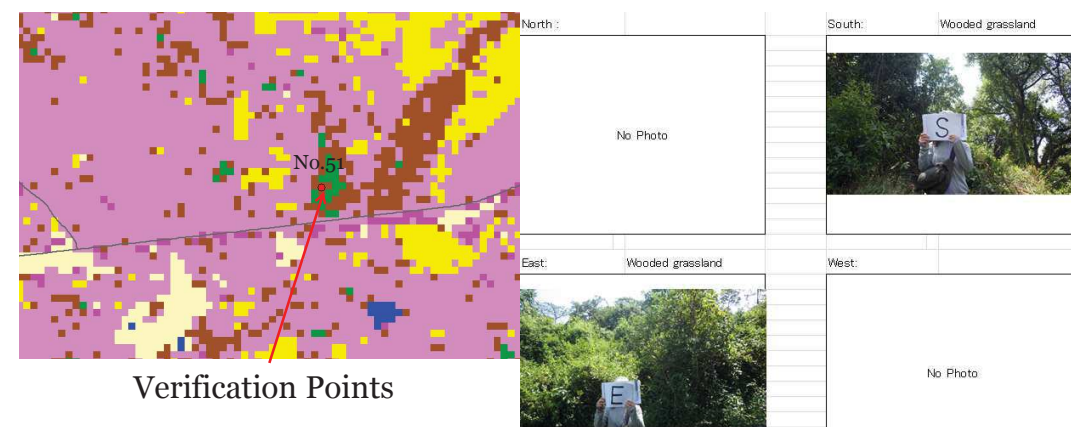 North :
South: Wooded grassland
No Photo
S
No.51
East: Wooded grassland
West:
No Photo
E
Verification Points